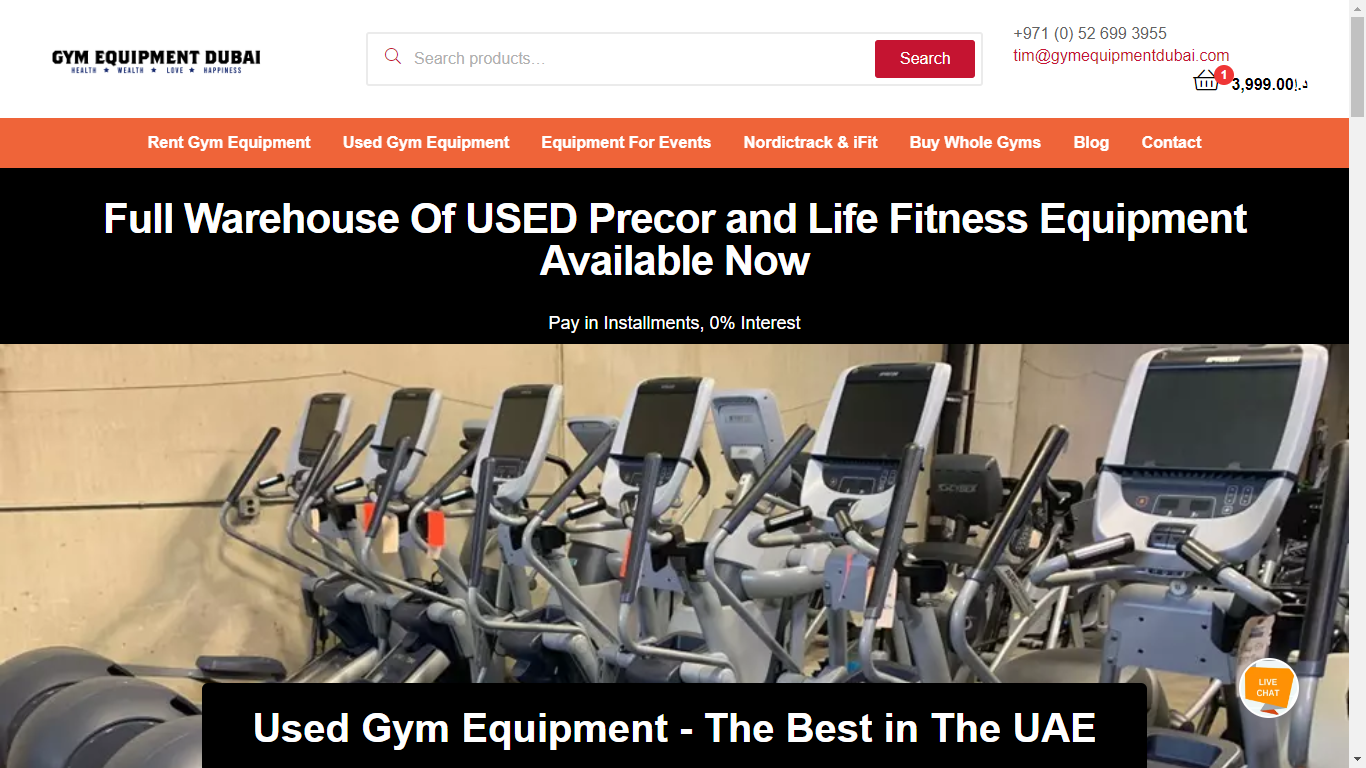 GYM EQUIPMENT DUBAI
HEALTH ★ WEALTH ★ LOVE ★ HAPPINESS
Search products...
Search
+971 (0) 52 699 3955
tim@gymequipmentdubai.com
1
3,999.00د.إ
Rent Gym Equipment
Used Gym Equipment
Equipment For Events
Nordictrack & iFit
Buy Whole Gyms
Blog
Contact
Full Warehouse Of USED Precor and Life Fitness Equipment
Available Now
Pay in Installments, 0% Interest
PRECOR
CYBEX
LIVE
CHAT
Used Gym Equipment - The Best in The UAE